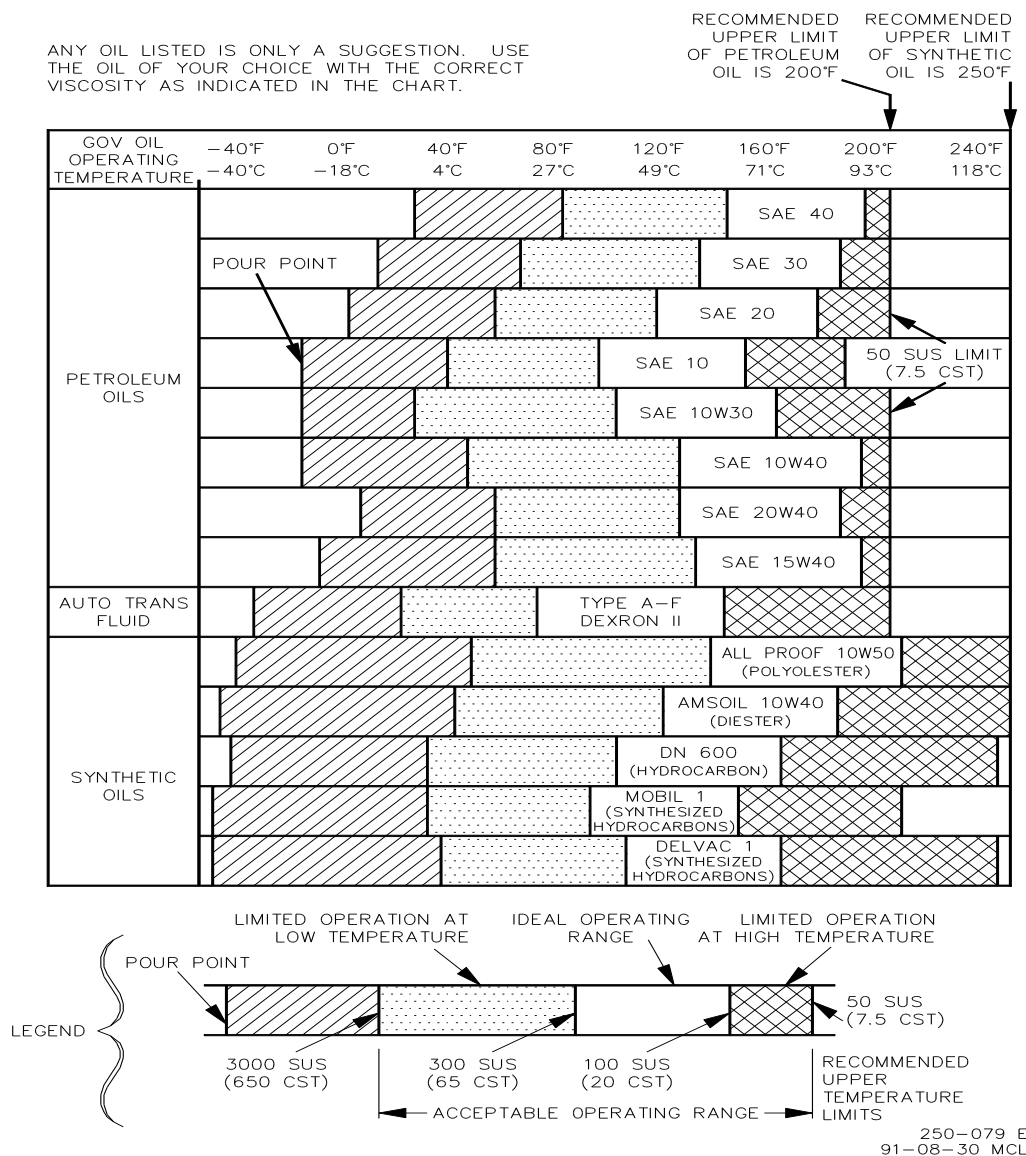 RECOMMENDED
UPPER LIMIT
OF PETROLEUM
OIL IS 200°F
RECOMMENDED
UPPER LIMIT
OF SYNTHETIC
OIL IS 250°F
ANY OIL LISTED IS ONLY A SUGGESTION. USE
THE OIL OF YOUR CHOICE WITH THE CORRECT
VISCOSITY AS INDICATED IN THE CHART.
GOV OIL
OPERATING
TEMPERATURE
−40°F 0°F 40°F 80°F 120°F 160°F 200°F 240°F
−40°C −18°C 4°C 27°C 49°C 71°C 93°C 118°C
PETROLEUM
OILS
SAE 40
POUR POINT
SAE 30
SAE 20
SAE 10
50 SUS LIMIT
(7.5 CST)
SAE 10W30
SAE 10W40
SAE 20W40
SAE 15W40
AUTO TRANS
FLUID
TYPE A−F
DEXRON II
SYNTHETIC
OILS
ALL PROOF 10W50
(POLYOLESTER)
AMSOIL 10W40
(DIESTER)
DN 600
(HYDROCARBON)
MOBIL 1
(SYNTHESIZED
HYDROCARBONS)
DELVAC 1
(SYNTHESIZED
HYDROCARBONS)
LEGEND
POUR POINT
LIMITED OPERATION AT
LOW TEMPERATURE
IDEAL OPERATING
RANGE
LIMITED OPERATION
AT HIGH TEMPERATURE
50 SUS
(7.5 CST)
3000 SUS
(650 CST)
300 SUS
(65 CST)
100 SUS
(20 CST)
RECOMMENDED
UPPER
TEMPERATURE
LIMITS
ACCEPTABLE OPERATING RANGE
250−079 E
91−08−30 MCL